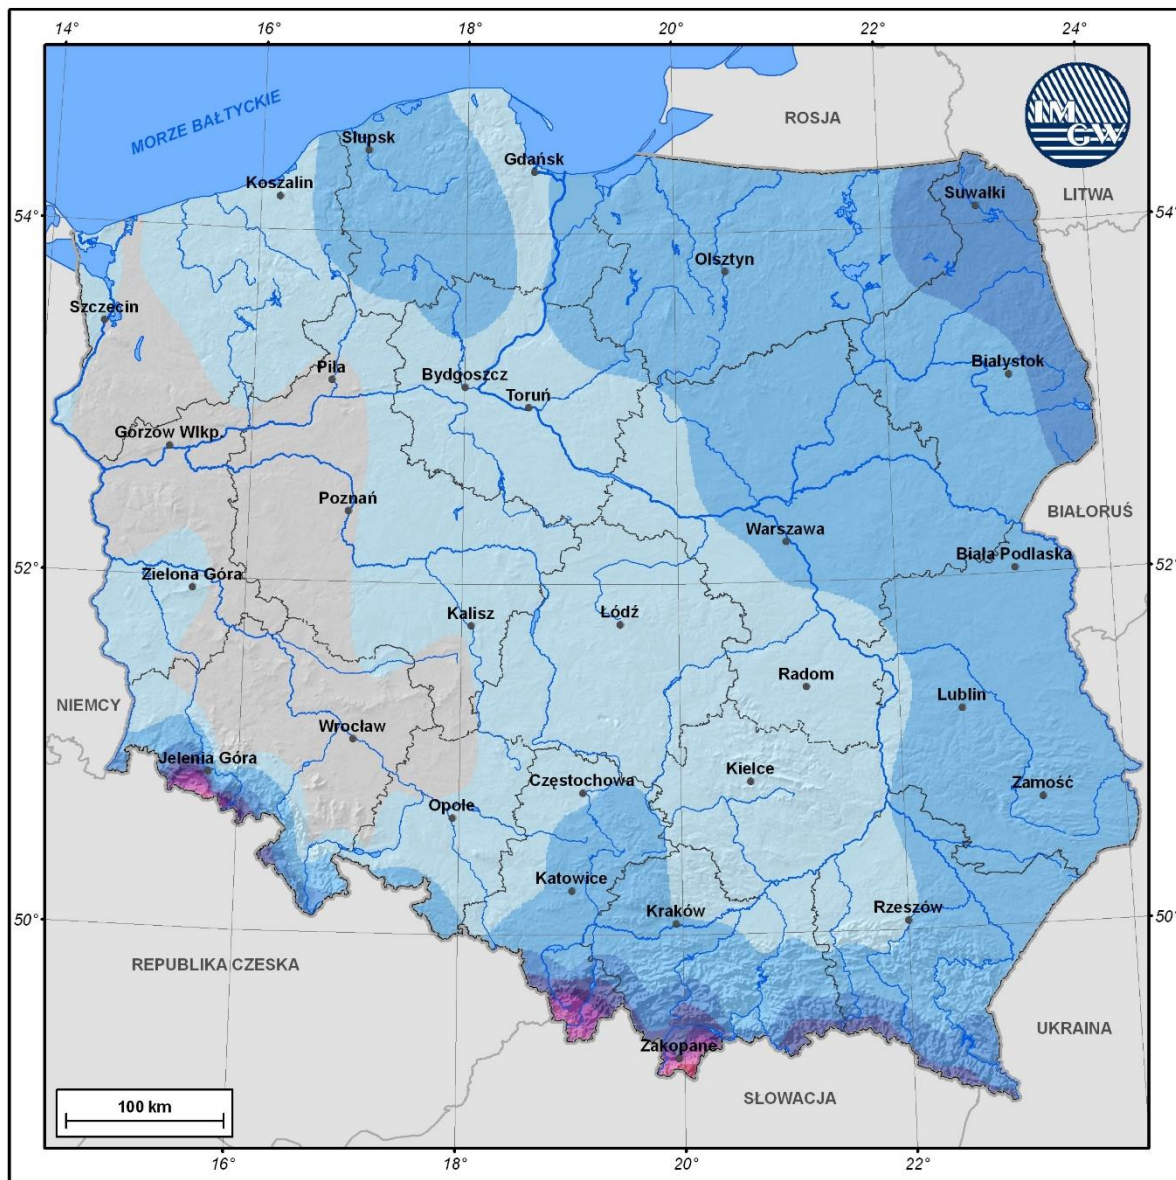 14°
16°
18°
20°
22°
24°
MORZE BAŁTYCKIE
ROSJA
IM
GW
Słupsk
Gdańsk
Koszalin
Suwałki
LITWA
54°
54°
Olsztyn
Szczecin
Piła
Bydgoszcz
Białystok
Toruń
Gorzów Wlkp.
Poznań
BIAŁORUŚ
Warszawa
Biała Podlaska
52°
52°
Zielona Góra
Kalisz
Łódź
Radom
Lublin
NIEMCY
Wrocław
Jelenia Góra
Kielce
Częstochowa
Zamość
Opole
Katowice
Kraków
Rzeszów
50°
50°
REPUBLIKA CZESKA
UKRAINA
Zakopane
SŁOWACJA
100 km
16°
18°
20°
22°